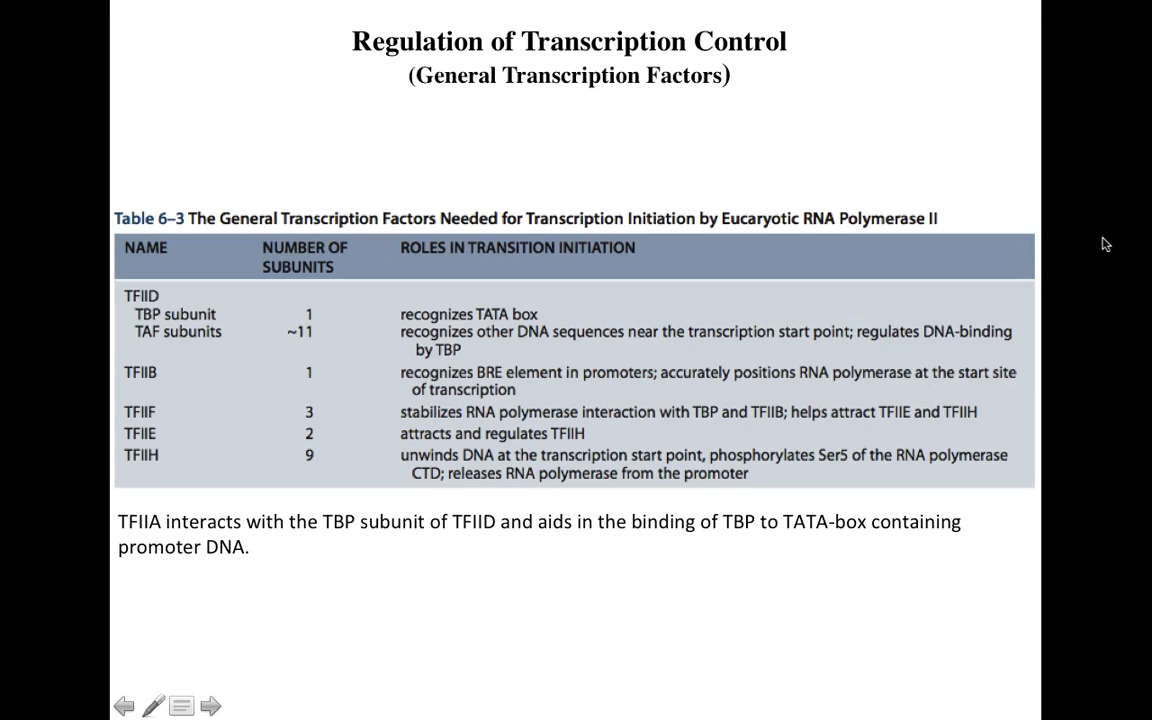 Regulation of Transcription Control
(General Transcription Factors)
Table 6–3 The General Transcription Factors Needed for Transcription Initiation by Eucaryotic RNA Polymerase II
NAME NUMBER OF SUBUNITS ROLES IN TRANSITION INITIATION
TFIID
TBP subunit 1 recognizes TATA box
TAF subunits ~11 recognizes other DNA sequences near the transcription start point; regulates DNA-binding
by TBP
TFIIB 1 recognizes BRE element in promoters; accurately positions RNA polymerase at the start site
of transcription
TFIIF 3 stabilizes RNA polymerase interaction with TBP and TFIIB; helps attract TFIIE and TFIIH
TFIIE 2 attracts and regulates TFIIH
TFIIH 9 unwinds DNA at the transcription start point, phosphorylates Ser5 of the RNA polymerase
CTD; releases RNA polymerase from the promoter
TFIIA interacts with the TBP subunit of TFIID and aids in the binding of TBP to TATA-box containing
promoter DNA.